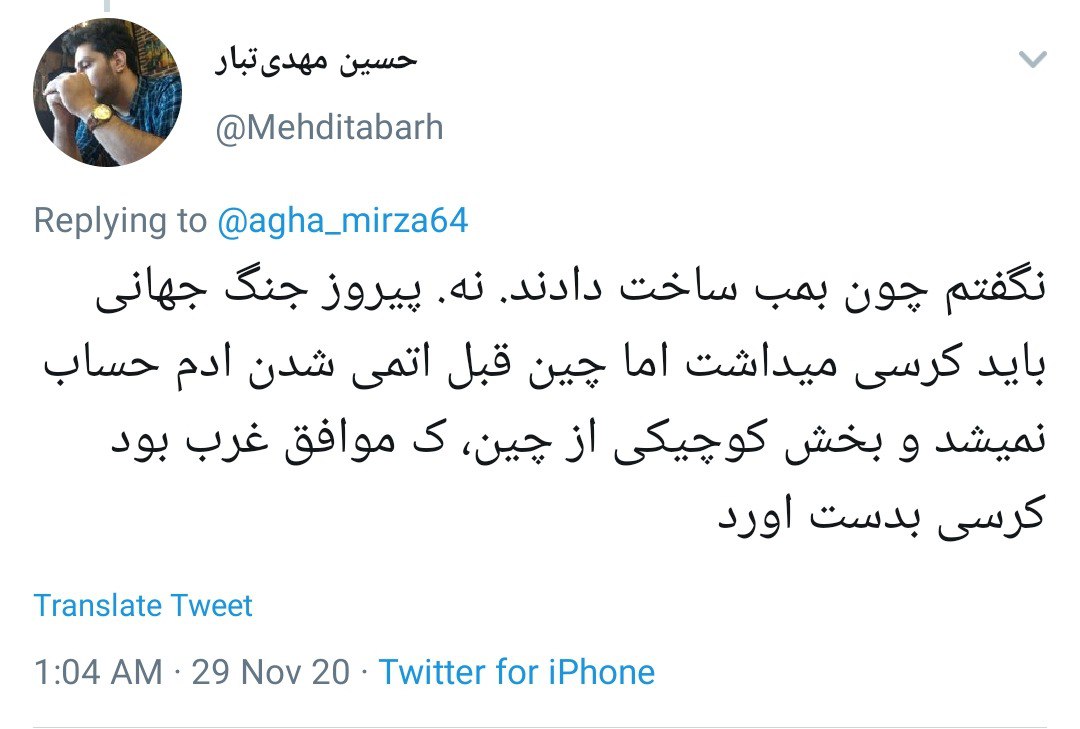 حسین مهدی‌تبار
@Mehditabarh
Replying to @agha_mirza64
نگفتم چون بمب ساخت دادند. نه. پیروز جنگ جهانی
باید کرسی میداشت اما چین قبل اتمی شدن ادم حساب
نمیشد و بخش کوچیکی از چین، ک موافق غرب بود
کرسی بدست اورد
Translate Tweet
1:04 AM · 29 Nov 20 · Twitter for iPhone